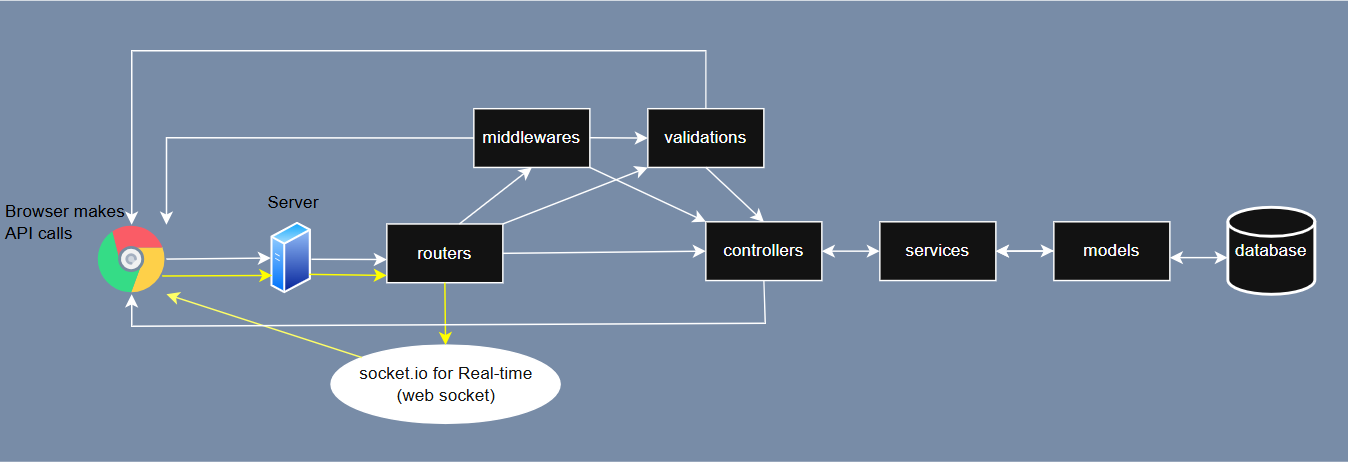 middlewares
validations
Server
Browser makes
API calls
routers
controllers
services
models
database
socket.io for Real-time
(web socket)